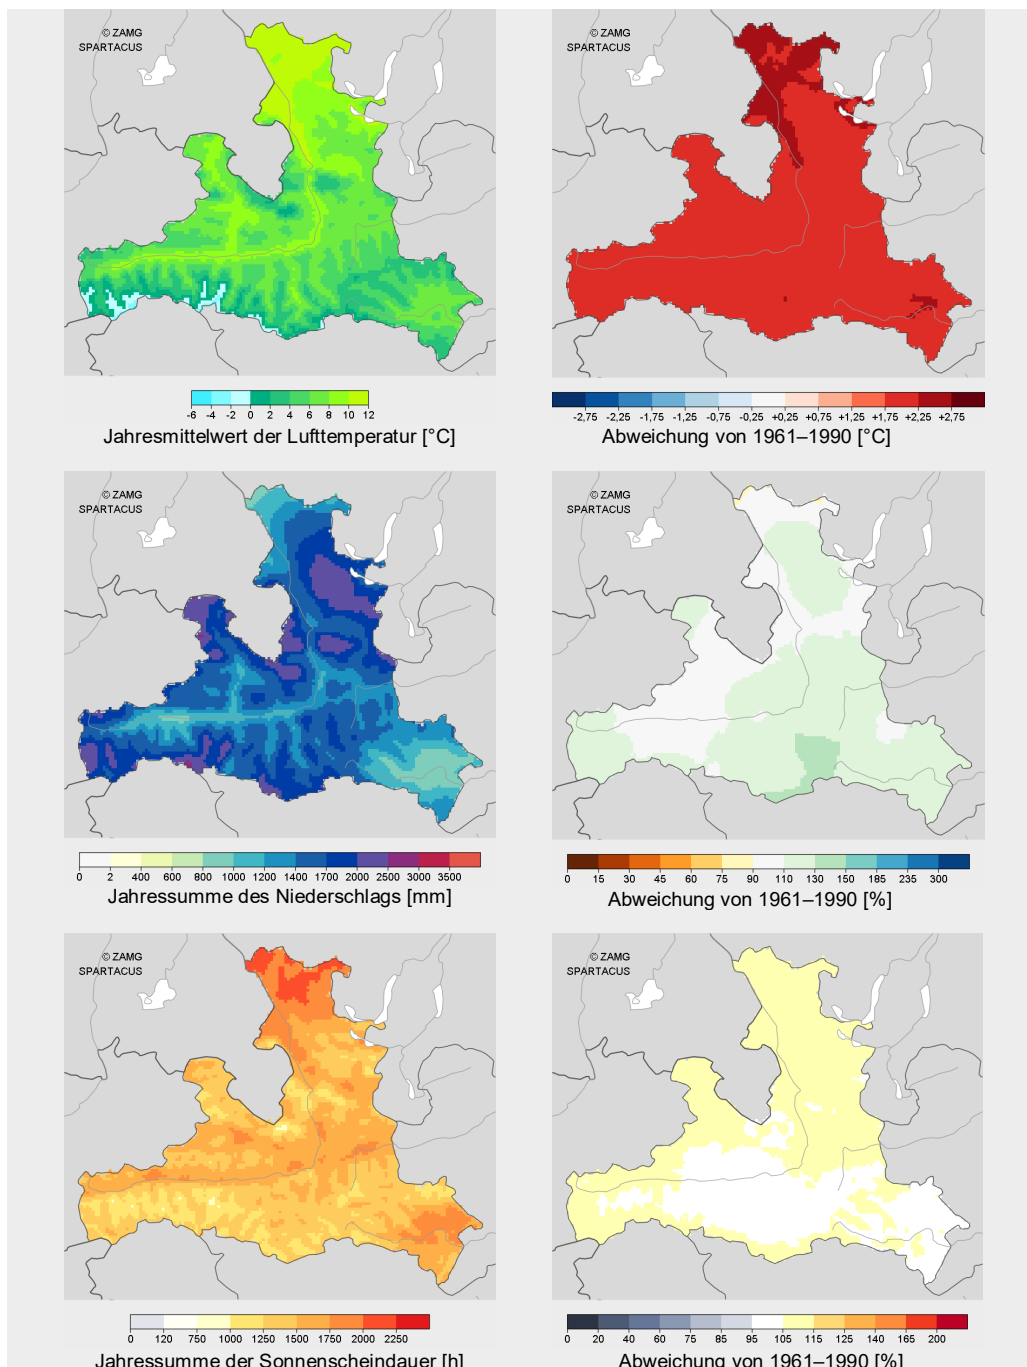 © ZAMG
SPARTACUS
© ZAMG
SPARTACUS
-6 -4 -2 0 2 4 6 8 10 12
Jahresmittelwert der Lufttemperatur [°C]
-2,75 -2,25 -1,75 -1,25 -0,75 -0,25 +0,25 +0,75 +1,25 +1,75 +2,25 +2,75
Abweichung von 1961–1990 [°C]
© ZAMG
SPARTACUS
© ZAMG
SPARTACUS
0 2 400 600 800 1000 1200 1400 1700 2000 2500 3000 3500
Jahressumme des Niederschlags [mm]
0 15 30 45 60 75 90 110 130 150 185 235 300
Abweichung von 1961–1990 [%]
© ZAMG
SPARTACUS
© ZAMG
SPARTACUS
0 120 750 1000 1250 1500 1750 2000 2250
Jahressumme der Sonnenscheindauer [h]
0 20 40 60 75 85 95 105 115 125 140 165 200
Abweichung von 1961–1990 [%]